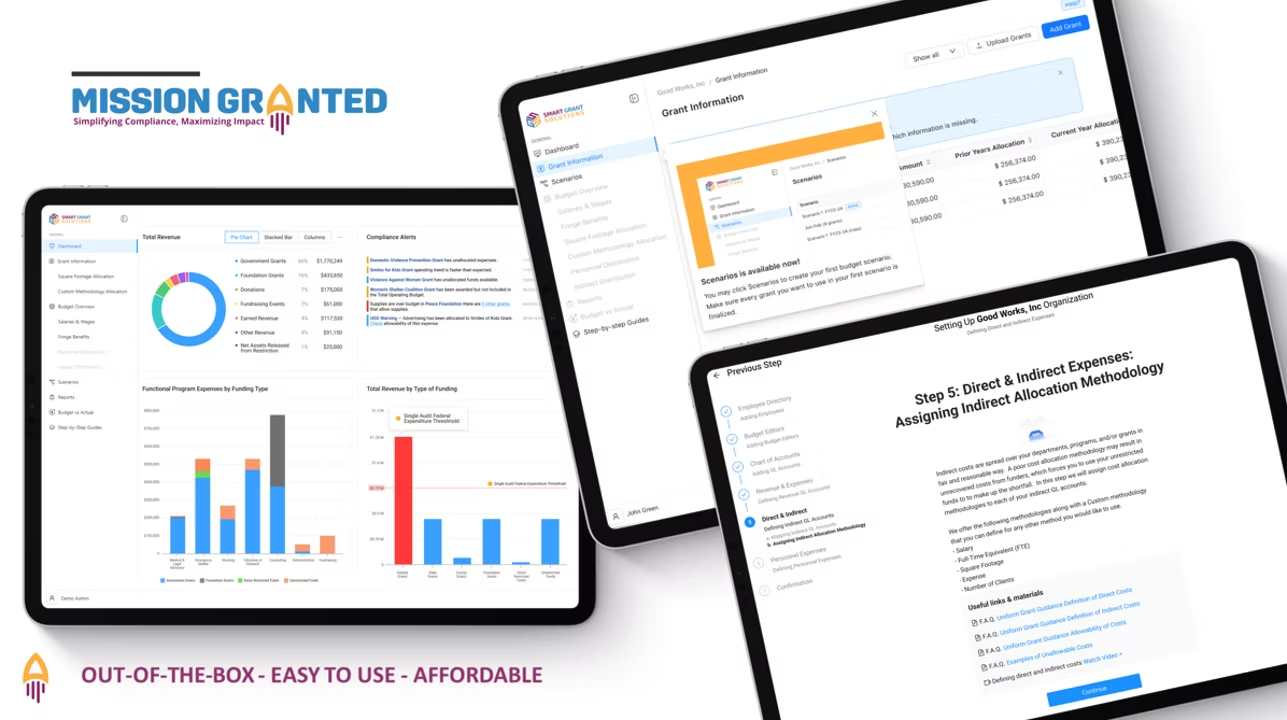 MISSION GRANTED
Simplifying Compliance, Maximizing Impact
SMART GRANT
SOLUTIONS
GENERAL
Dashboard
Grant Information
Square Footage Allocation
Custom Methodology Allocation
Budget Overview
Salaries & Wages
Fringe Benefits
Scenarios
Reports
Budget vs Actual
Step-by-Step Guides
Demo Admin
Total Revenue
Pie Chart
Stacked Bar
Columns
Government Grants 66% $1,770,249
Foundation Grants 16% $433,650
Donations 7% $175,000
Fundraising Events 2% $61,000
Earned Revenue 4% $117,530
Other Revenue 4% $91,150
Net Assets Released
from Restriction 1% $25,000
Compliance Alerts
Domestic Violence Prevention Grant has unallocated expenses.
Smiles for Kids Grant spending trend is faster than expected.
Violence Against Women Grant has unallocated funds available
Women's Shelter Coalition Grant has been awarded but not included in
the Total Operating Budget.
Supplies are over budget in Peace Foundation there are 2 other grants
that allow supplies.
UGG Warning – Advertising has been allocated to Smiles of Kids Grant.
Check allowability of this expense.
Functional Program Expenses by Funding Type
Total Revenue by Type of Funding
Single Audit Federal
Expenditure Threshhold
Single Audit Federal Expenditure Threshold
SMART GRANT
SOLUTIONS
GENERAL
Dashboard
Grant Information
Scenarios
Budget Overview
Salaries & Wages
Fringe Benefits
Square Footage Allocation
Custom Methodology Allocation
Personnel Distribution
Indirect Distribution
Reports
Budget vs Actual
Step-by-step Guides
John Green
Good Works, Inc / Grant Information
Grant Information
Help?
Show all
Upload Grants
Add Grant
which information is missing.
Amount
Prior Years Allocation
Current Year Allocati
30,590.00 $ 256,374.00 $ 390,23
$ 256,374.00 $ 390,23
30,590.00 $ 256,374.00 $ 390,23
Good Works, Inc / Scenarios
Scenarios
Scenario
Scenarios is available now!
You may click Scenarios to create your first budget scenario.
Make sure every grant you want to use in your first scenario is
finalized.
Previous Step
Setting Up Good Works, Inc Organization
Defining Direct and Indirect Expenses
Employee Directory
Adding Employees
Budget Editors
Adding Budget Editors
Chart of Accounts
Adding GL Accounts
Revenue & Expenses
Defining Revenue GL Accounts
5
Direct & Indirect
Defining Indirect GL Accounts
a. Mapping Indirect GL Accounts
b. Assigning Indirect Allocation Methodology
Personnel Expenses
Defining Personnel Expenses
Confirmation
Step 5: Direct & Indirect Expenses:
Assigning Indirect Allocation Methodology
Indirect costs are spread over your departments, programs, and/or grants in
fair and reasonable way. A poor cost allocation methodology may result in
unrecovered costs from funders, which forces you to use your unrestricted
funds to to make up the shortfall. In this step we will assign cost allocation
methodologies to each of your indirect GL accounts.
We offer the following methodologies along with a Custom methodology
that you can define for any other method you would like to use.
- Salary
- Full-Time Equivalent (FTE)
- Square Footage
- Expense
- Number of Clients
Useful links & materials
F.A.Q. Uniform Grant Guidance Definition of Direct Costs
F.A.Q. Uniform Grant Guidance Definition of Indirect Costs
F.A.Q. Uniform Grant Guidance Allowability of Costs
F.A.Q. Examples of Unallowable Costs
Defining direct and indirect costs Watch Video »
Continue
OUT-OF-THE-BOX - EASY TO USE - AFFORDABLE